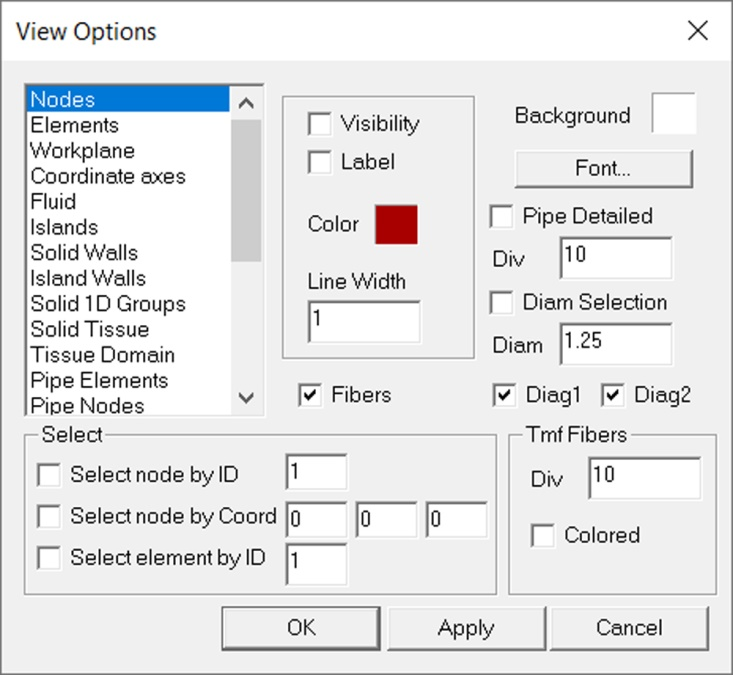 View Options
Nodes
Elements
Workplane
Coordinate axes
Fluid
Islands
Solid Walls
Island Walls
Solid 1D Groups
Solid Tissue
Tissue Domain
Pipe Elements
Pipe Nodes
Visibility
Label
Color
Line Width
1
Fibers
Background
Font...
Pipe Detailed
Div 10
Diam Selection
Diam 1.25
Diag1 Diag2
Select
Select node by ID 1
Select node by Coord 0 0 0
Select element by ID 1
Tmf Fibers
Div 10
Colored
OK Apply Cancel